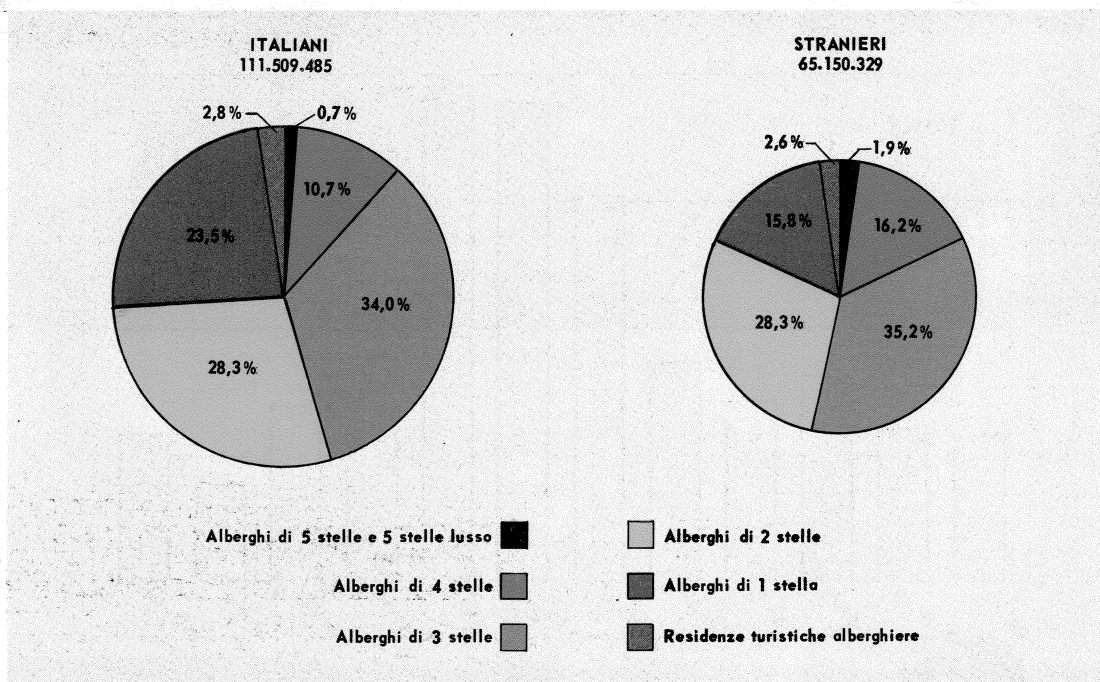 ITALIANI
111.509.485
2,8%
0,7%
10,7%
23,5%
34,0%
28,3%
STRANIERI
65.150.329
2,6%
1,9%
15,8%
16,2%
28,3%
35,2%
Alberghi di 5 stelle e 5 stelle lusso
Alberghi di 4 stelle
Alberghi di 3 stelle
Alberghi di 2 stelle
Alberghi di 1 stella
Residenze turistiche alberghiere